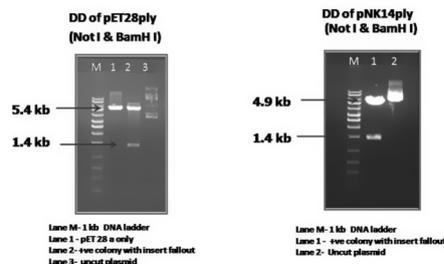 DD of pET28ply
(Not I & BamH I)
M 1 2 3
5.4 kb
1.4 kb
Lane M- 1 kb DNA ladder
Lane 1 - pET 28 a only
Lane 2- +ve colony with insert fallout
Lane 3- uncut plasmid
DD of pNK14ply
(Not I & BamH I)
M 1 2
4.9 kb
1.4 kb
Lane M- 1 kb DNA ladder
Lane 1 - +ve colony with insert fallout
Lane 2- Uncut plasmid